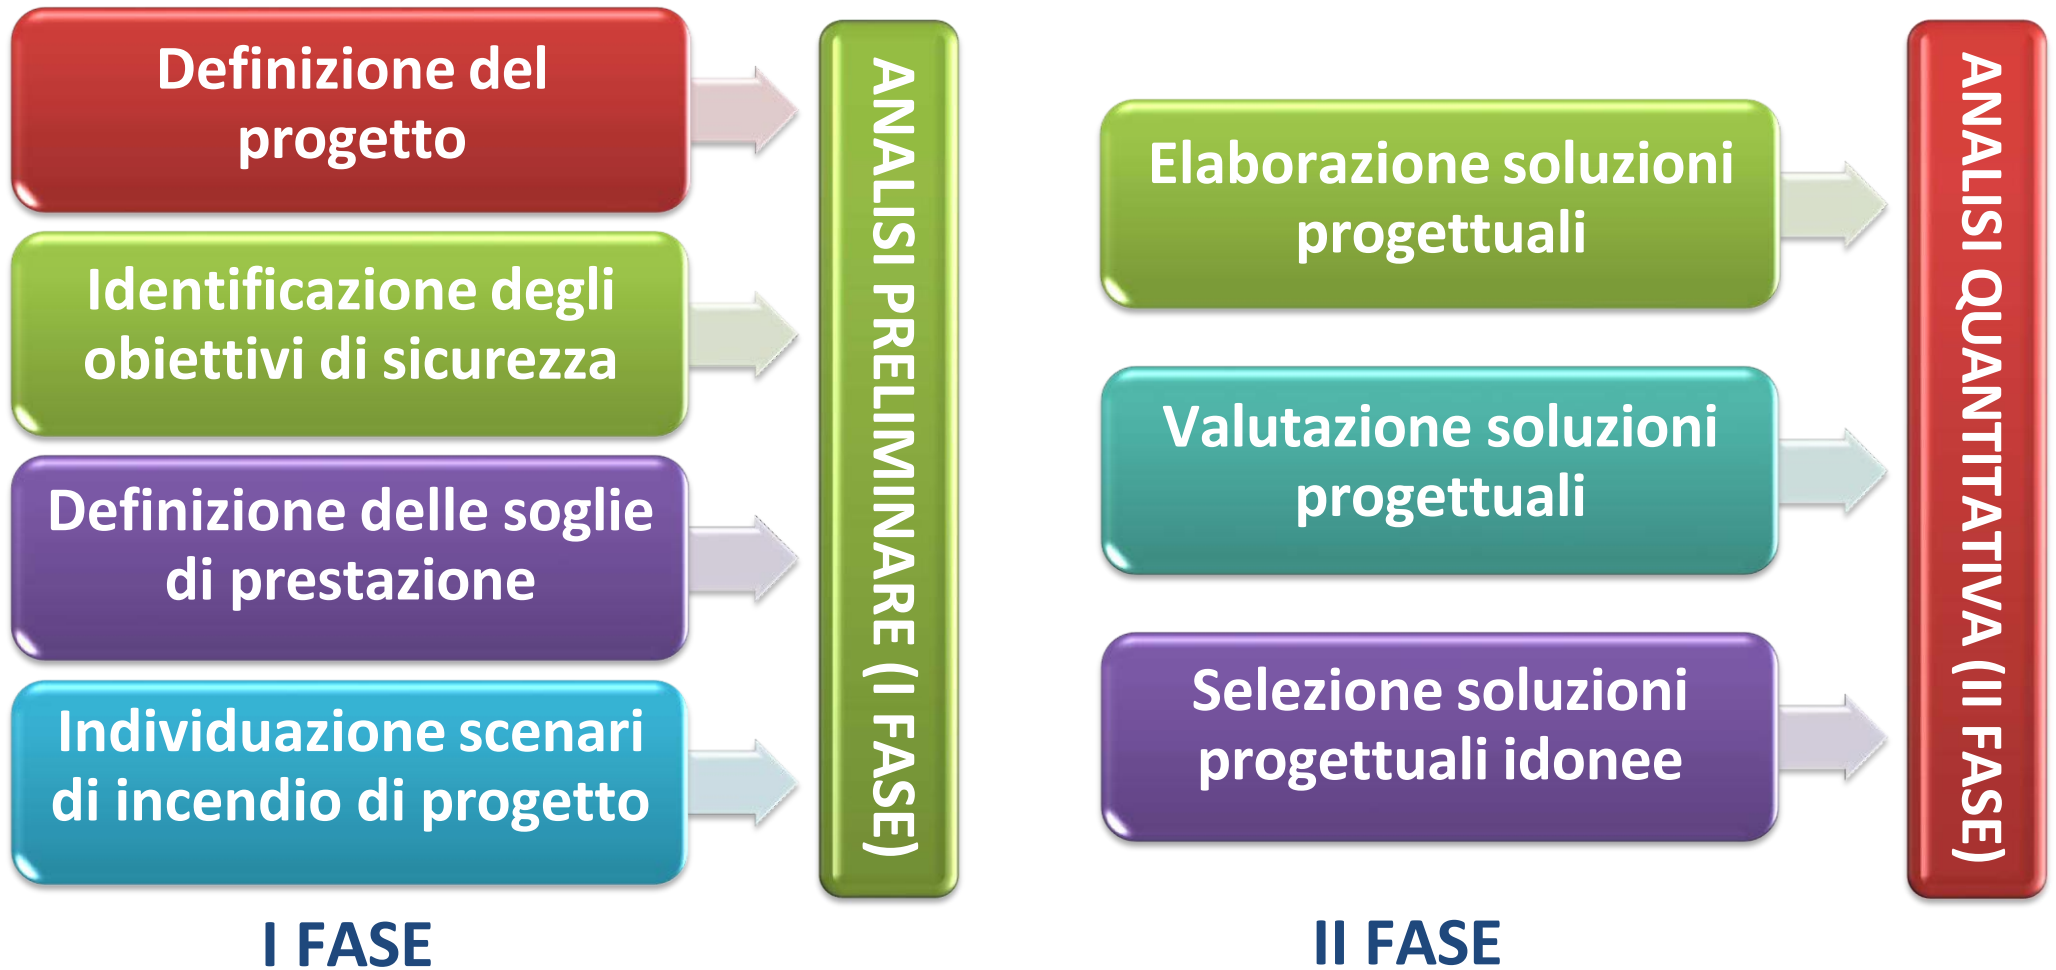 Definizione del
progetto
Identificazione degli
obiettivi di sicurezza
Definizione delle soglie
di prestazione
Individuazione scenari
di incendio di progetto
ANALISI PRELIMINARE (I FASE)
I FASE
Elaborazione soluzioni
progettuali
Valutazione soluzioni
progettuali
Selezione soluzioni
progettuali idonee
ANALISI QUANTITATIVA (II FASE)
II FASE